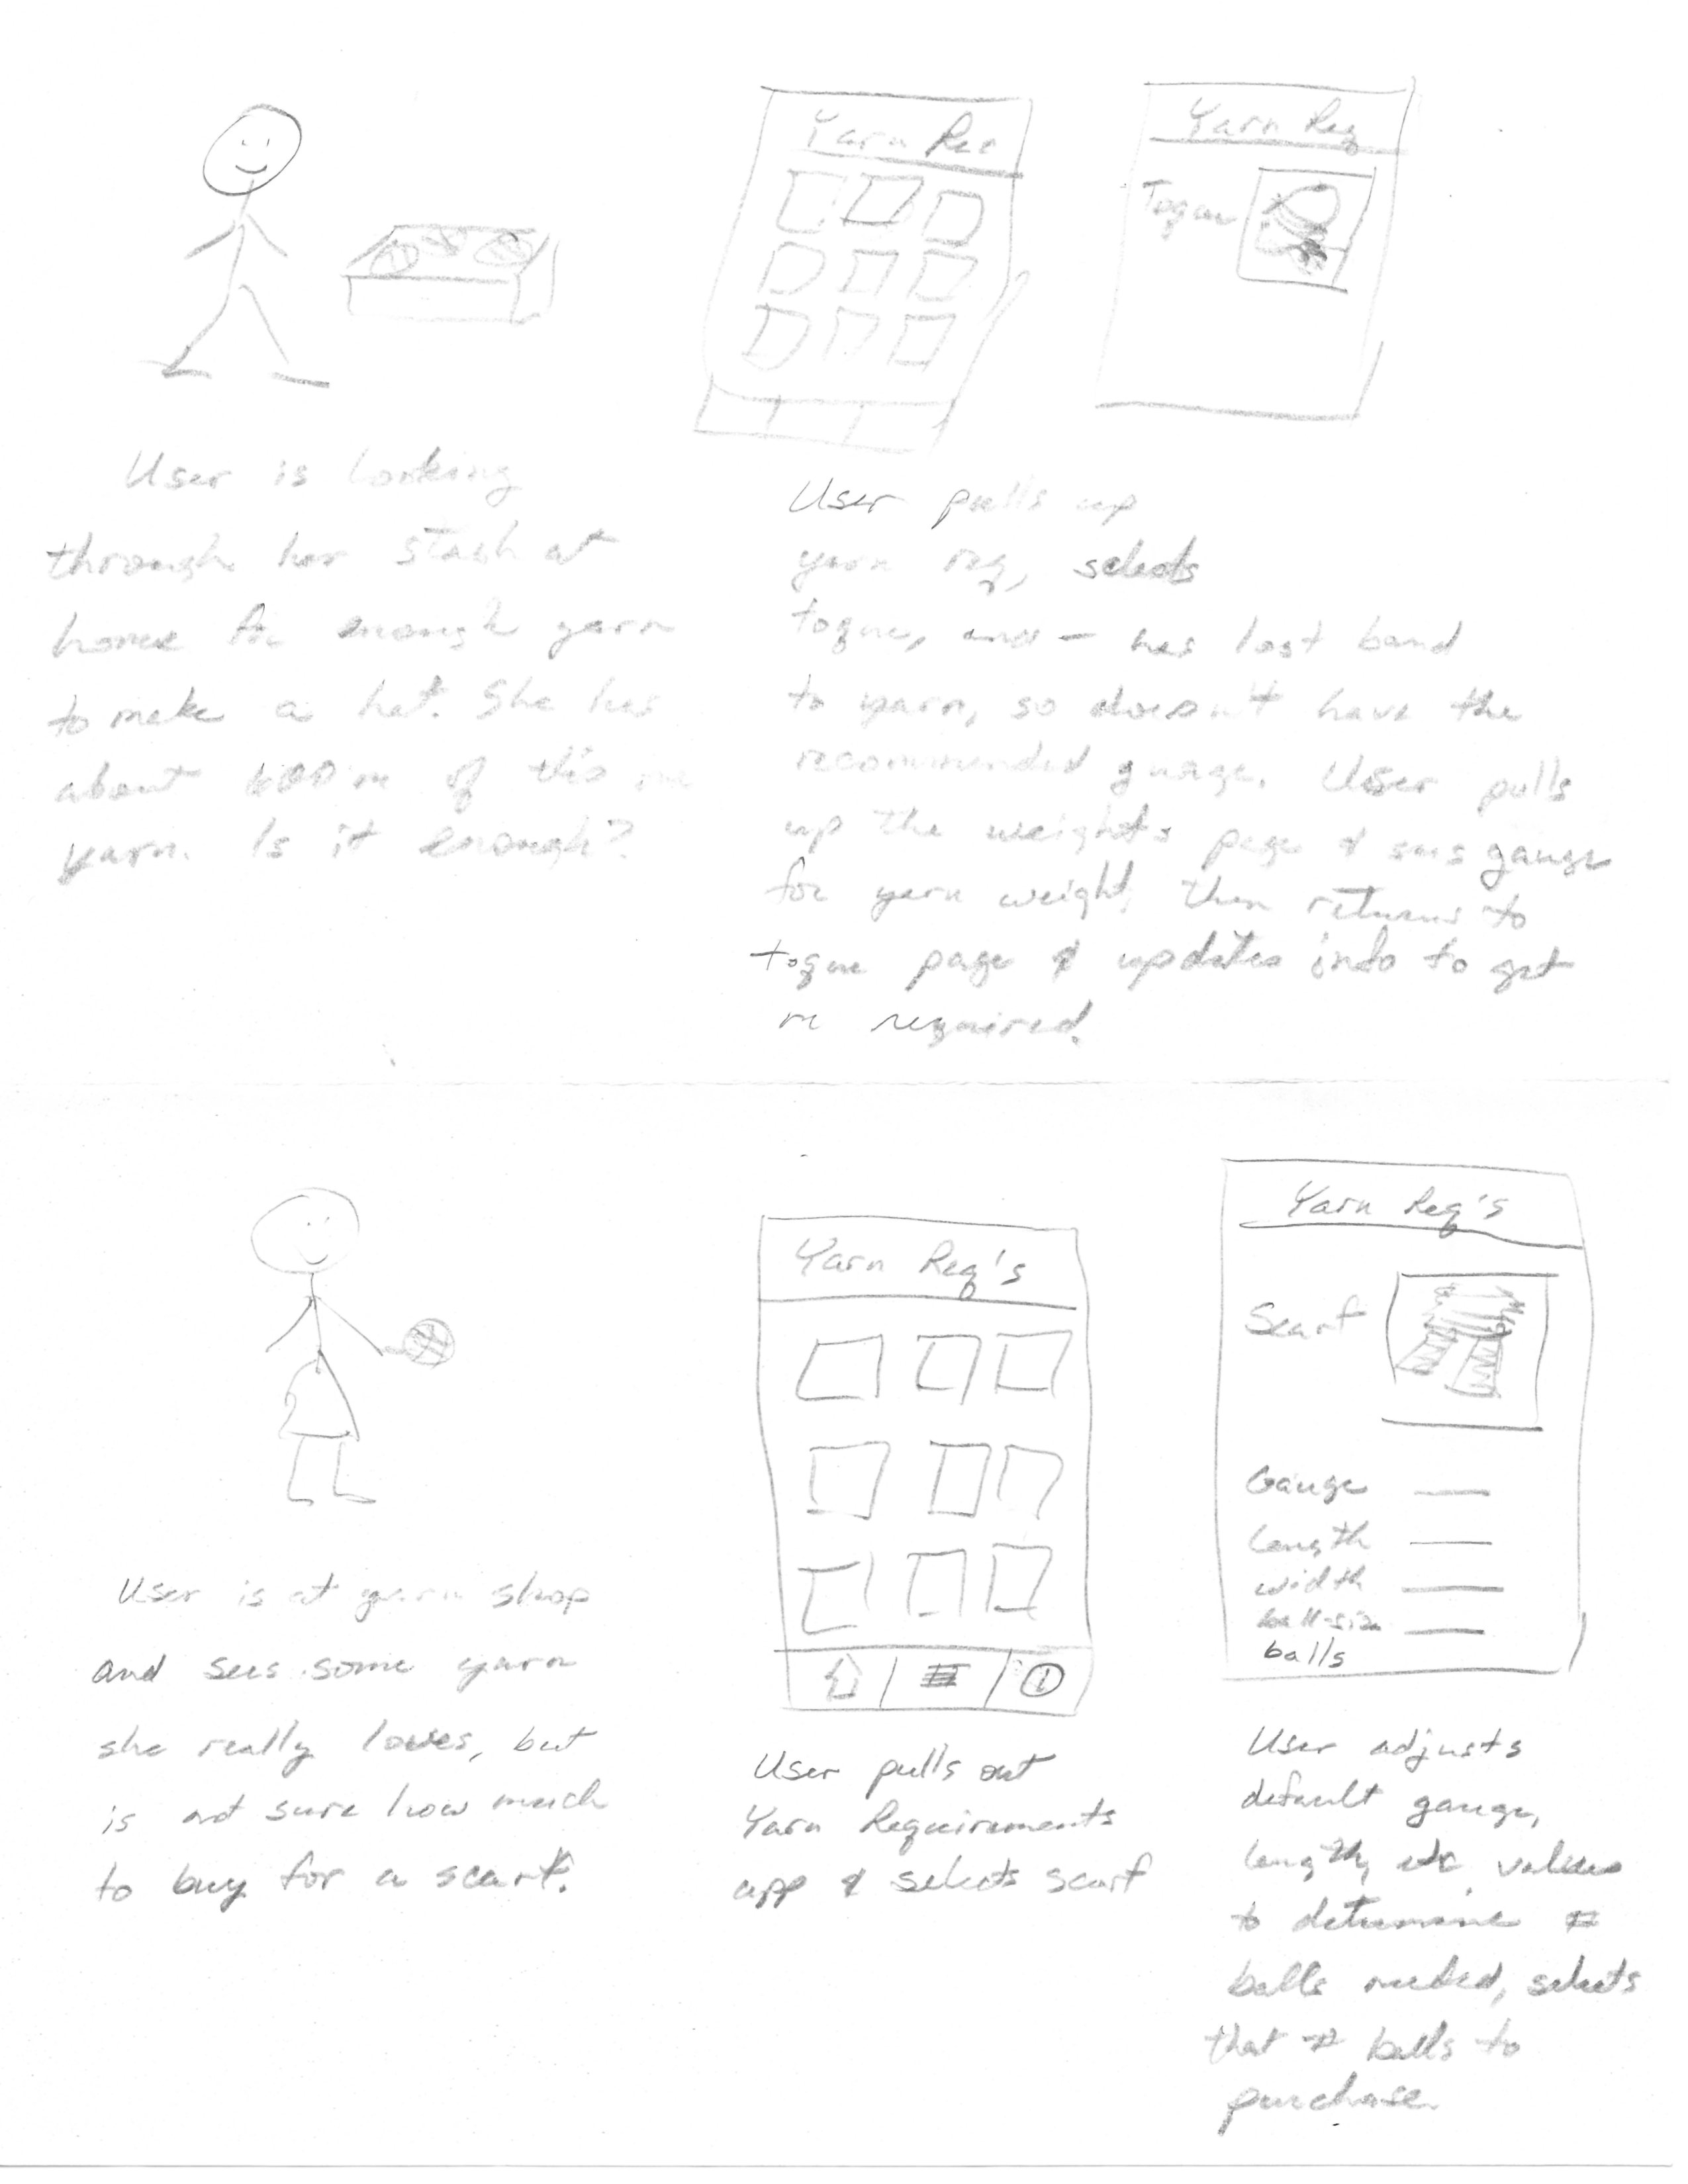 Yarn Rec
Yarn Req
Toque
User is looking
through her stash at
home for enough yarn
to make a hat. She has
about 600 m of this
yarn. Is it enough?
User pulls up
yarn req, selects
toque, and — has lost band
to yarn, so doesn't have the
recommended guage. User pulls
up the weights page & sees gauge
for yarn weight, then returns to
toque page & updates info to get
m required.
Yarn Req's
Yarn Req's
Scarf
Gauge
length
width
ball-size
balls
User is at yarn shop
and sees some yarn
she really loves, but
is not sure how much
to buy for a scarf.
User pulls out
Yarn Requirements
app & selects scarf
User adjusts
default gauge,
length, etc. values
to determine #
balls needed, selects
that # balls to
purchase.